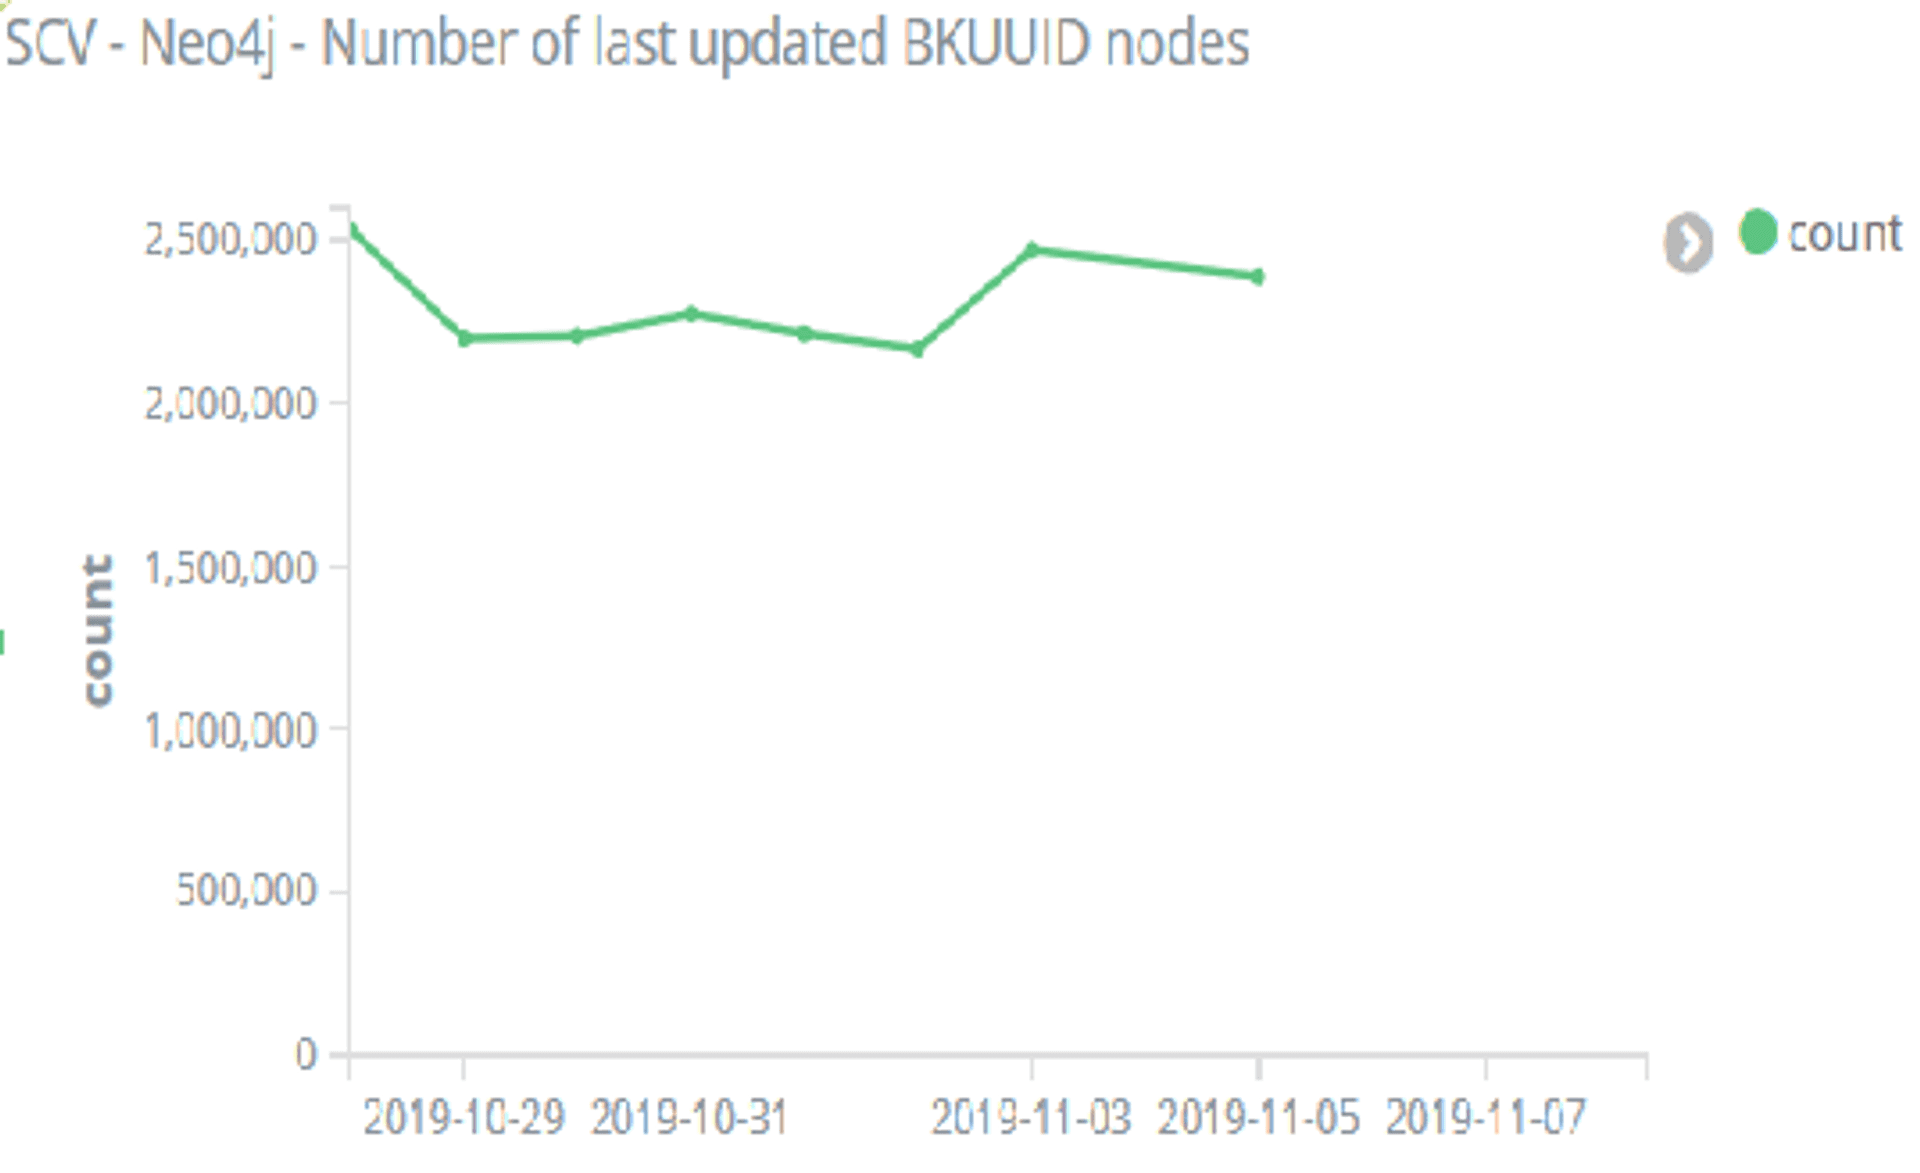 SCV - Neo4j - Number of last updated BKUUID nodes
2,500,000
count
2,000,000
1,500,000
count
1,000,000
500,000
0
2019-10-29 2019-10-31 2019-11-03 2019-11-05 2019-11-07